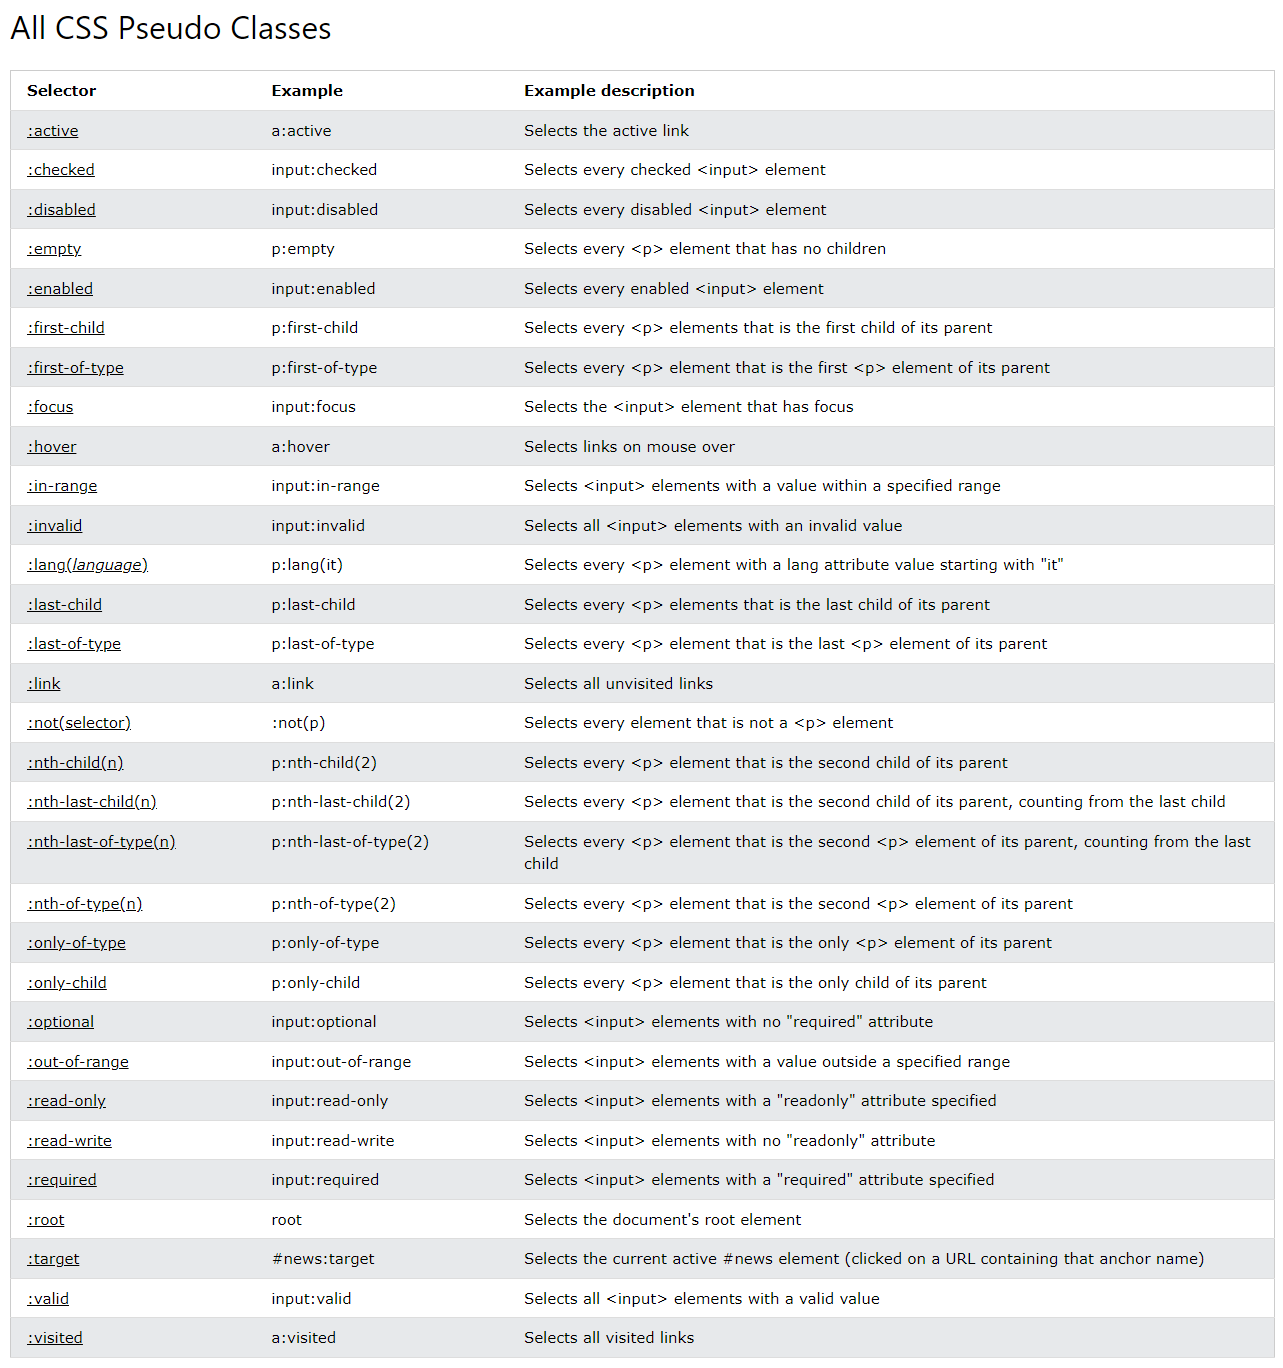 All CSS Pseudo Classes
Selector Example Example description
:active a:active Selects the active link
:checked input:checked Selects every checked <input> element
:disabled input:disabled Selects every disabled <input> element
:empty p:empty Selects every <p> element that has no children
:enabled input:enabled Selects every enabled <input> element
:first-child p:first-child Selects every <p> elements that is the first child of its parent
:first-of-type p:first-of-type Selects every <p> element that is the first <p> element of its parent
:focus input:focus Selects the <input> element that has focus
:hover a:hover Selects links on mouse over
:in-range input:in-range Selects <input> elements with a value within a specified range
:invalid input:invalid Selects all <input> elements with an invalid value
:lang(language) p:lang(it) Selects every <p> element with a lang attribute value starting with "it"
:last-child p:last-child Selects every <p> elements that is the last child of its parent
:last-of-type p:last-of-type Selects every <p> element that is the last <p> element of its parent
:link a:link Selects all unvisited links
:not(selector) :not(p) Selects every element that is not a <p> element
:nth-child(n) p:nth-child(2) Selects every <p> element that is the second child of its parent
:nth-last-child(n) p:nth-last-child(2) Selects every <p> element that is the second child of its parent, counting from the last child
:nth-last-of-type(n) p:nth-last-of-type(2) Selects every <p> element that is the second <p> element of its parent, counting from the last
child
:nth-of-type(n) p:nth-of-type(2) Selects every <p> element that is the second <p> element of its parent
:only-of-type p:only-of-type Selects every <p> element that is the only <p> element of its parent
:only-child p:only-child Selects every <p> element that is the only child of its parent
:optional input:optional Selects <input> elements with no "required" attribute
:out-of-range input:out-of-range Selects <input> elements with a value outside a specified range
:read-only input:read-only Selects <input> elements with a "readonly" attribute specified
:read-write input:read-write Selects <input> elements with no "readonly" attribute
:required input:required Selects <input> elements with a "required" attribute specified
:root root Selects the document's root element
:target #news:target Selects the current active #news element (clicked on a URL containing that anchor name)
:valid input:valid Selects all <input> elements with a valid value
:visited a:visited Selects all visited links